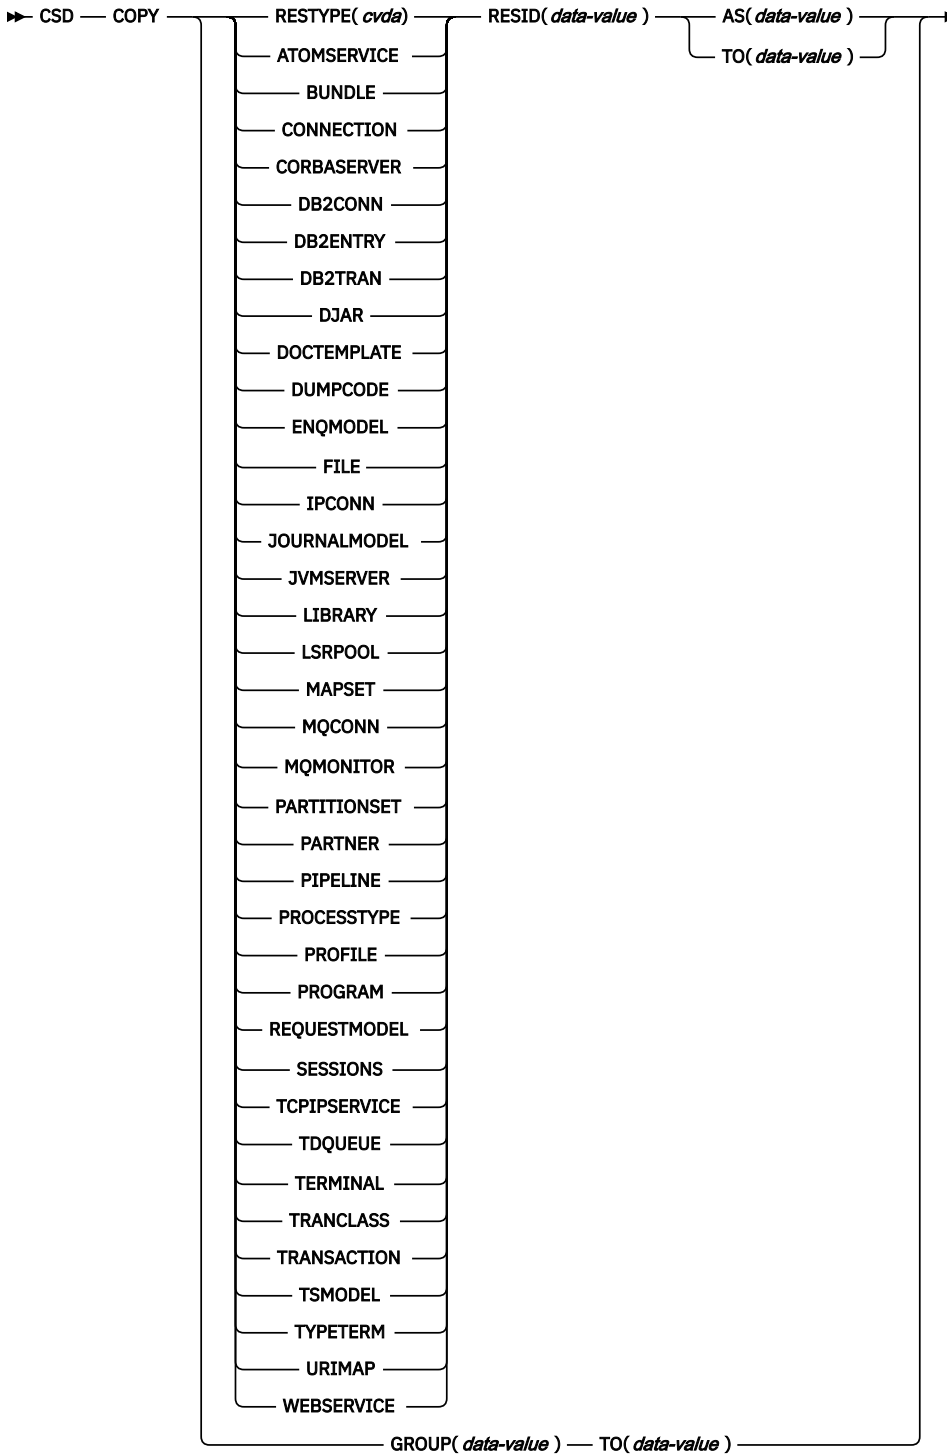 CSD COPY RESTYPE( cvda) RESID( data-value ) AS( data-value )
ATOMSERVICE TO( data-value )
BUNDLE
CONNECTION
CORBASERVER
DB2CONN
DB2ENTRY
DB2TRAN
DJAR
DOCTEMPLATE
DUMPCODE
ENQMODEL
FILE
IPCONN
JOURNALMODEL
JVMSERVER
LIBRARY
LSRPOOL
MAPSET
MQCONN
MQMONITOR
PARTITIONSET
PARTNER
PIPELINE
PROCESSTYPE
PROFILE
PROGRAM
REQUESTMODEL
SESSIONS
TCPIPSERVICE
TDQUEUE
TERMINAL
TRANCLASS
TRANSACTION
TSMODEL
TYPETERM
URIMAP
WEBSERVICE
GROUP( data-value ) TO( data-value )